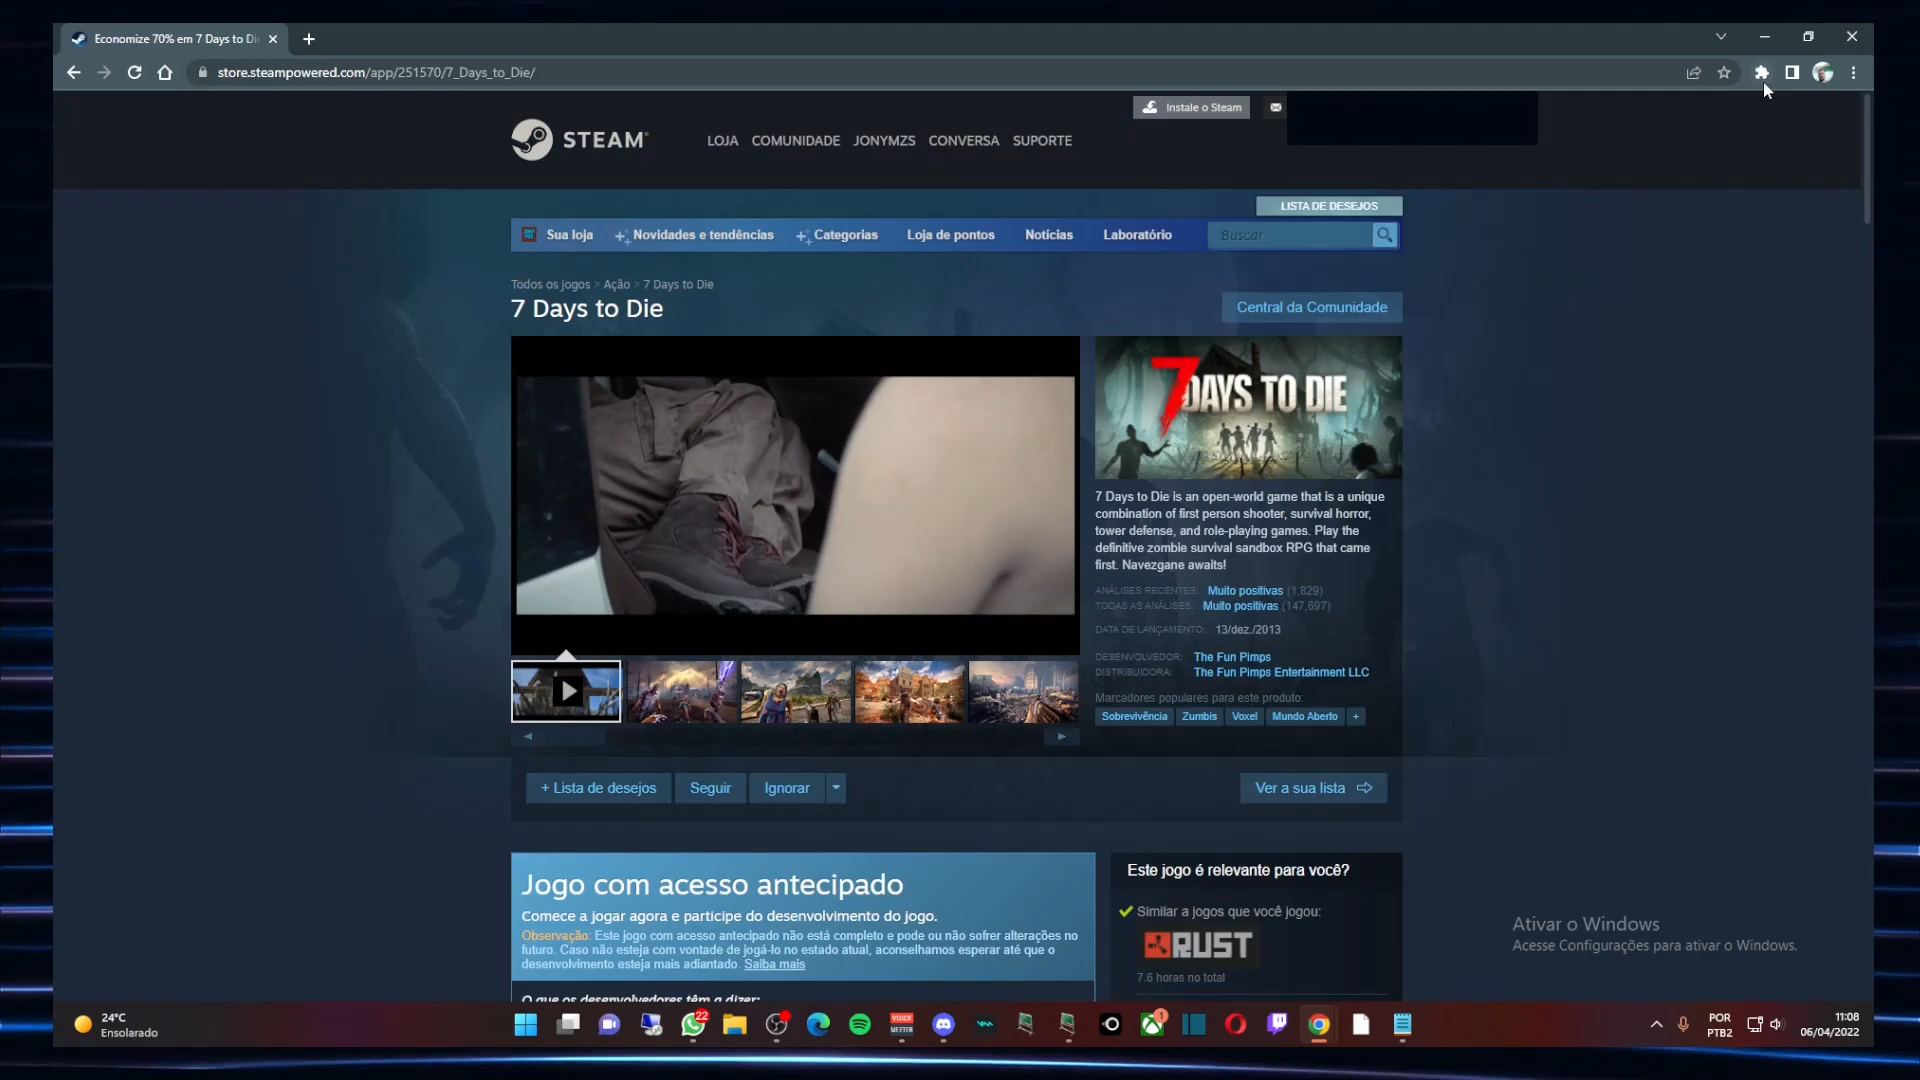 Economize 70% em 7 Days to Di
store.steampowered.com/app/251570/7_Days_to_Die/
Instale o Steam
STEAM
LOJA COMUNIDADE JONYMZS CONVERSA SUPORTE
LISTA DE DESEJOS
Sua loja Novidades e tendências Categorias Loja de pontos Notícias Laboratório Buscar
Todos os jogos > Ação > 7 Days to Die
7 Days to Die
Central da Comunidade
7 DAYS TO DIE
7 Days to Die is an open-world game that is a unique
combination of first person shooter, survival horror,
tower defense, and role-playing games. Play the
definitive zombie survival sandbox RPG that came
first. Navezgane awaits!
ANÁLISES RECENTES: Muito positivas (1,829)
TODAS AS ANÁLISES: Muito positivas (147,697)
DATA DE LANÇAMENTO: 13/dez./2013
DESENVOLVEDOR: The Fun Pimps
DISTRIBUIDORA: The Fun Pimps Entertainment LLC
Marcadores populares para este produto:
Sobrevivência Zumbis Voxel Mundo Aberto +
+ Lista de desejos Seguir Ignorar Ver a sua lista
Jogo com acesso antecipado
Comece a jogar agora e participe do desenvolvimento do jogo.
Observação: Este jogo com acesso antecipado não está completo e pode ou não sofrer alterações no
futuro. Caso não esteja com vontade de jogá-lo no estado atual, aconselhamos esperar até que o
desenvolvimento esteja mais adiantado. Saiba mais
O que os desenvolvedores têm a dizer:
Este jogo é relevante para você?
Similar a jogos que você jogou:
RUST
7.6 horas no total
Ativar o Windows
Acesse Configurações para ativar o Windows.
24°C
Ensolarado
22
VOICE
MEETER
1
POR
PTB2
11:08
06/04/2022